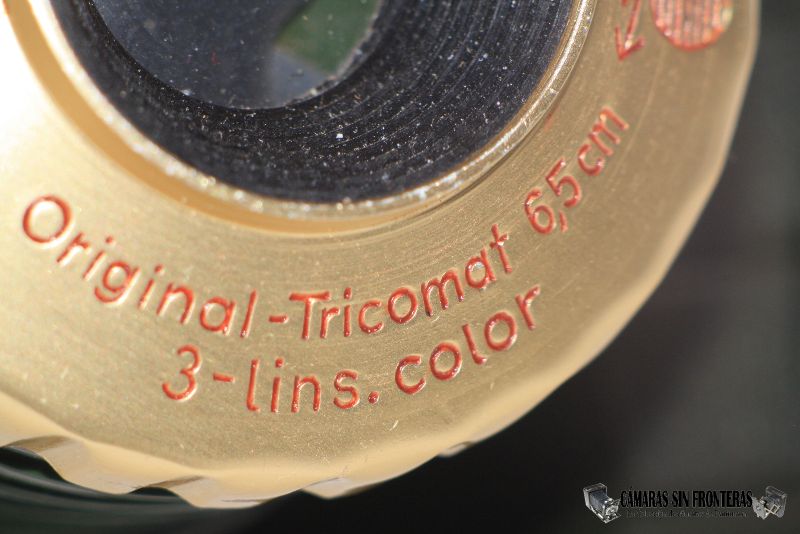 Original-Tricomat 6,5cm
3-lins. color
CÁMARAS SIN FRONTERAS